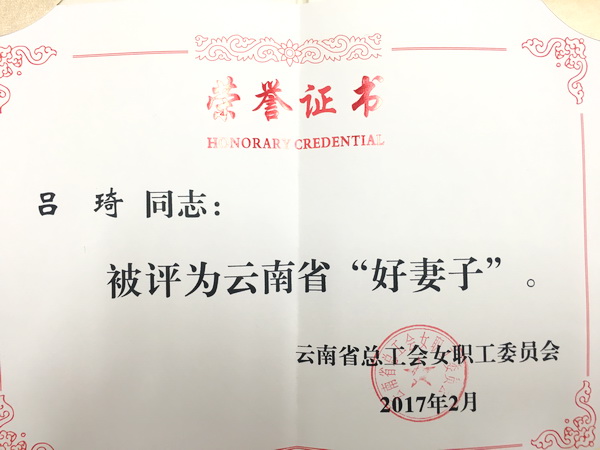 荣誉证书
HONORARY CREDENTIAL
吕 琦 同志：
被评为云南省“好妻子”。
云南省总工会女职工委员会
2017年2月